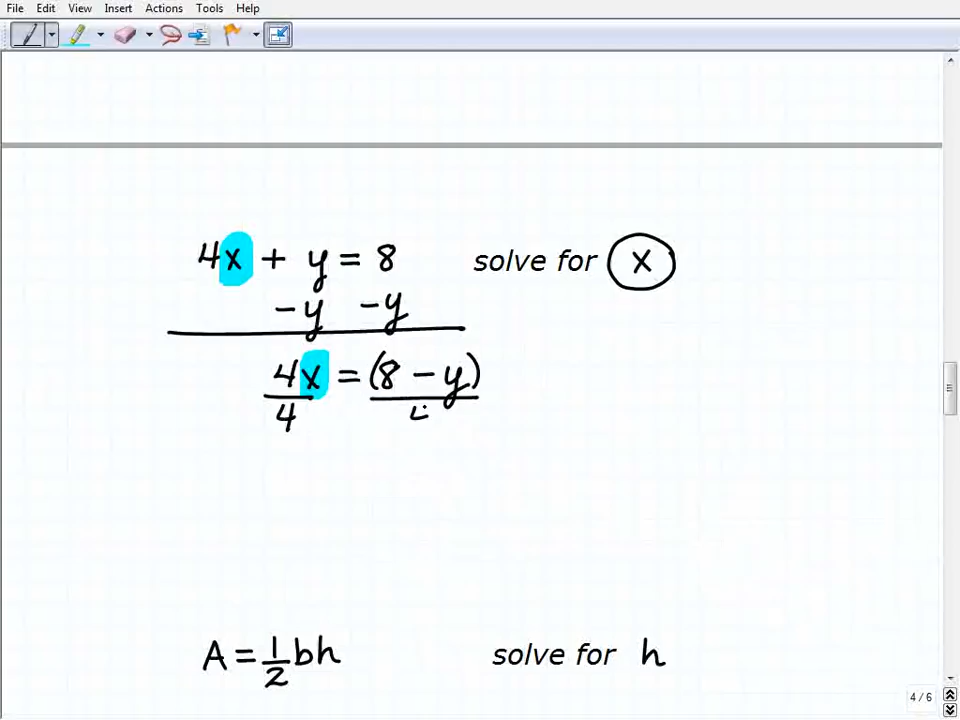 File Edit View Insert Actions Tools Help
4x + y = 8 solve for x
-y -y
4x = (8 - y)
4
A = 1/2 bh solve for h
4 / 6